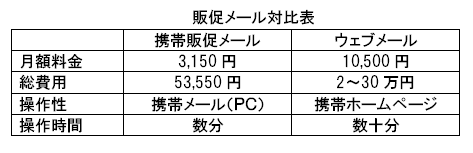 販促メール対比表
携帯販促メール ウェブメール
月額料金 3,150 円 10,500 円
総費用 53,550 円 2～30 万円
操作性 携帯メール（PC） 携帯ホームページ
操作時間 数分 数十分